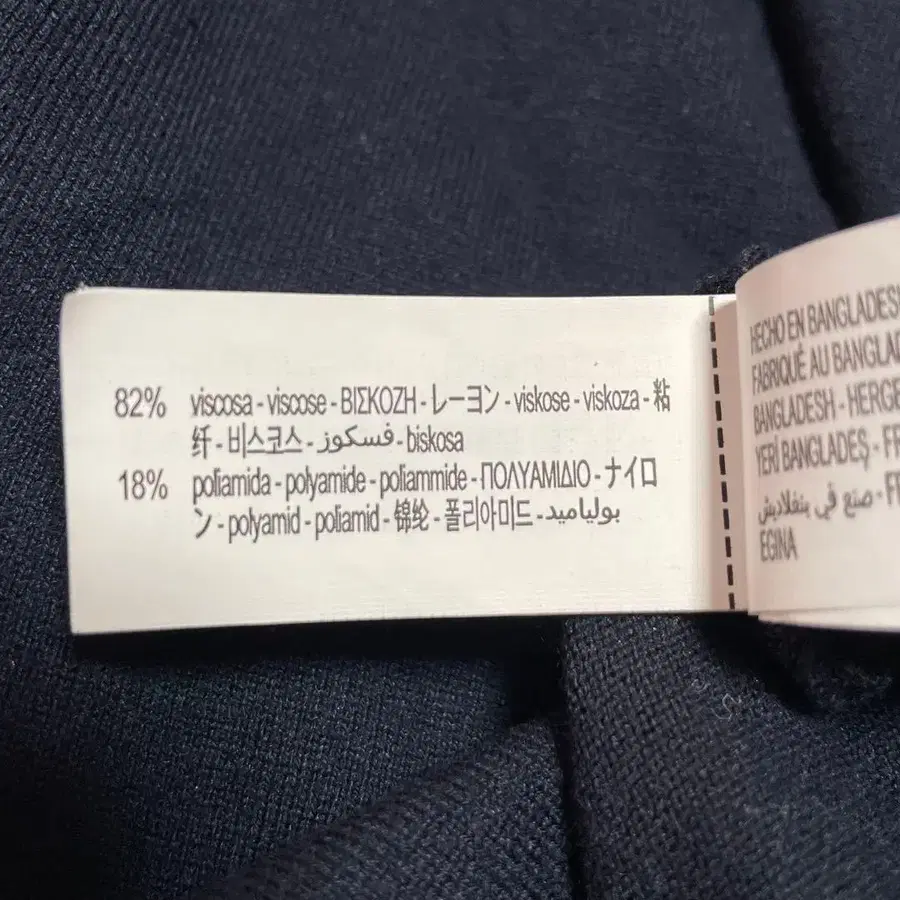 82% viscosa - viscose - ΒΙΣΚΟΖΗ - レーヨン - viskose - viskoza - 粘
纤 - 비스코스 - فسكوز - biskosa
18% poliamida - polyamide - poliammide - ΠΟΛΥΑΜΙΔΙΟ - ナイロ
ン - polyamid - poliamid - 锦纶 - 폴리아미드 - بولياميد
HECHO EN BANGLADESH
FABRIQUÉ AU BANGLAD
BANGLADESH - HERGE
YERİ BANGLADEŞ - FR
صنع في بنغلاديش - FR
EGINA